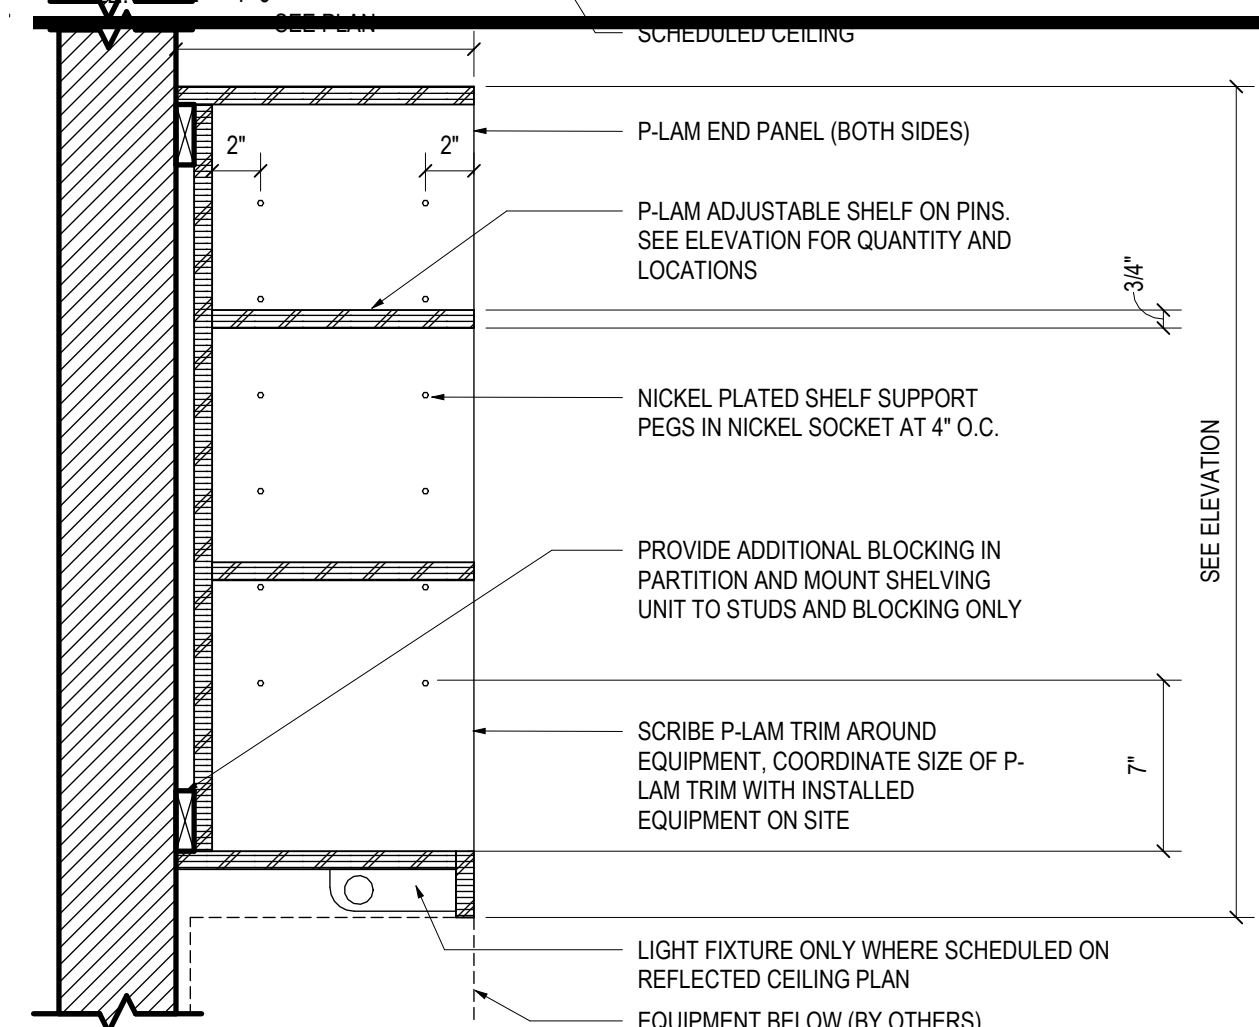 SEE PLAN
SCHEDULED CEILING
P-LAM END PANEL (BOTH SIDES)
2"
2"
P-LAM ADJUSTABLE SHELF ON PINS.
SEE ELEVATION FOR QUANTITY AND
LOCATIONS
3/4"
NICKEL PLATED SHELF SUPPORT
PEGS IN NICKEL SOCKET AT 4" O.C.
SEE ELEVATION
PROVIDE ADDITIONAL BLOCKING IN
PARTITION AND MOUNT SHELVING
UNIT TO STUDS AND BLOCKING ONLY
SCRIBE P-LAM TRIM AROUND
EQUIPMENT, COORDINATE SIZE OF P-
LAM TRIM WITH INSTALLED
EQUIPMENT ON SITE
7"
LIGHT FIXTURE ONLY WHERE SCHEDULED ON
REFLECTED CEILING PLAN
EQUIPMENT BELOW (BY OTHERS)